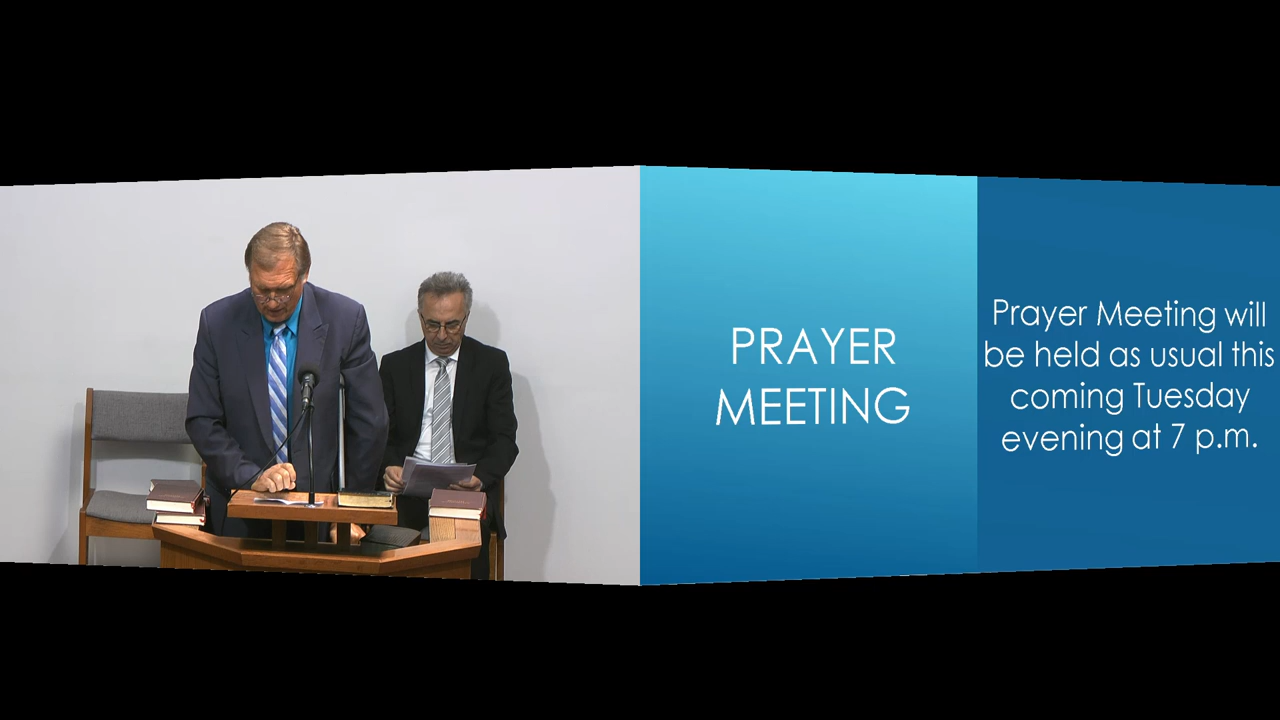 PRAYER
MEETING
Prayer Meeting will
be held as usual this
coming Tuesday
evening at 7 p.m.